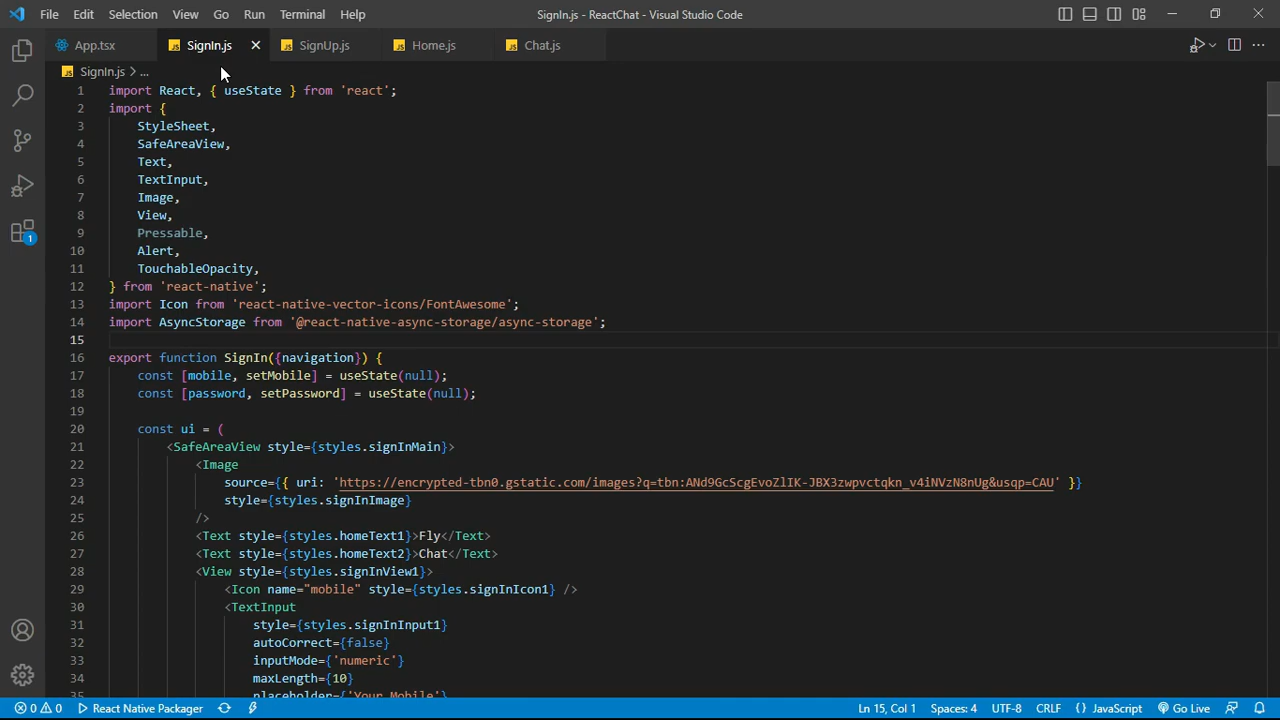 File Edit Selection View Go Run Terminal Help SignIn.js - ReactChat - Visual Studio Code
App.tsx SignIn.js SignUp.js Home.js Chat.js
SignIn.js > ...
1 import React, { useState } from 'react';
2 import {
3 StyleSheet,
4 SafeAreaView,
5 Text,
6 TextInput,
7 Image,
8 View,
9 Pressable,
10 Alert,
11 TouchableOpacity,
12 } from 'react-native';
13 import Icon from 'react-native-vector-icons/FontAwesome';
14 import AsyncStorage from '@react-native-async-storage/async-storage';
15
16 export function SignIn({navigation}) {
17 const [mobile, setMobile] = useState(null);
18 const [password, setPassword] = useState(null);
19
20 const ui = (
21 <SafeAreaView style={styles.signInMain}>
22 <Image
23 source={{ uri: 'https://encrypted-tbn0.gstatic.com/images?q=tbn:ANd9GcScgEvoZlIK-JBX3zwpvctqkn_v4iNVzN8nUg&usqp=CAU' }}
24 style={styles.signInImage}
25 />
26 <Text style={styles.homeText1}>Fly</Text>
27 <Text style={styles.homeText2}>Chat</Text>
28 <View style={styles.signInView1}>
29 <Icon name="mobile" style={styles.signInIcon1} />
30 <TextInput
31 style={styles.signInInput1}
32 autoCorrect={false}
33 inputMode={'numeric'}
34 maxLength={10}
35 placeholder={'Your Mobile'}
1
0 0 React Native Packager Ln 15, Col 1 Spaces: 4 UTF-8 CRLF {} JavaScript Go Live